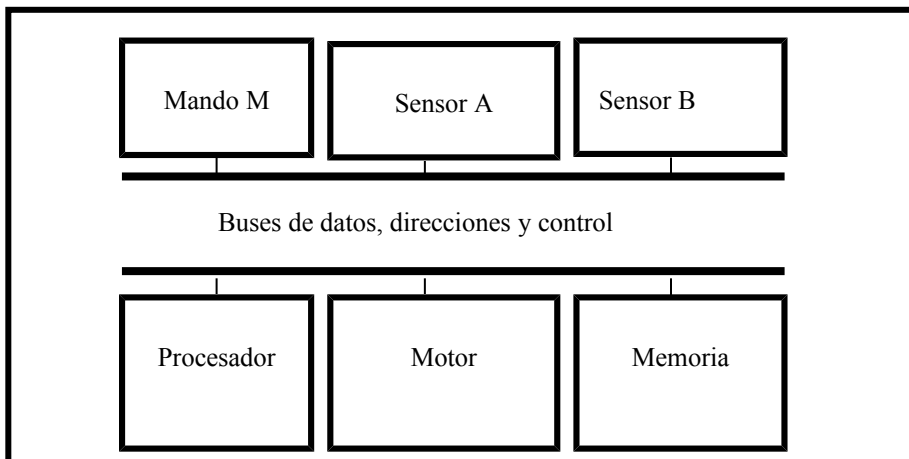 Mando M
Sensor A
Sensor B
Buses de datos, direcciones y control
Procesador
Motor
Memoria